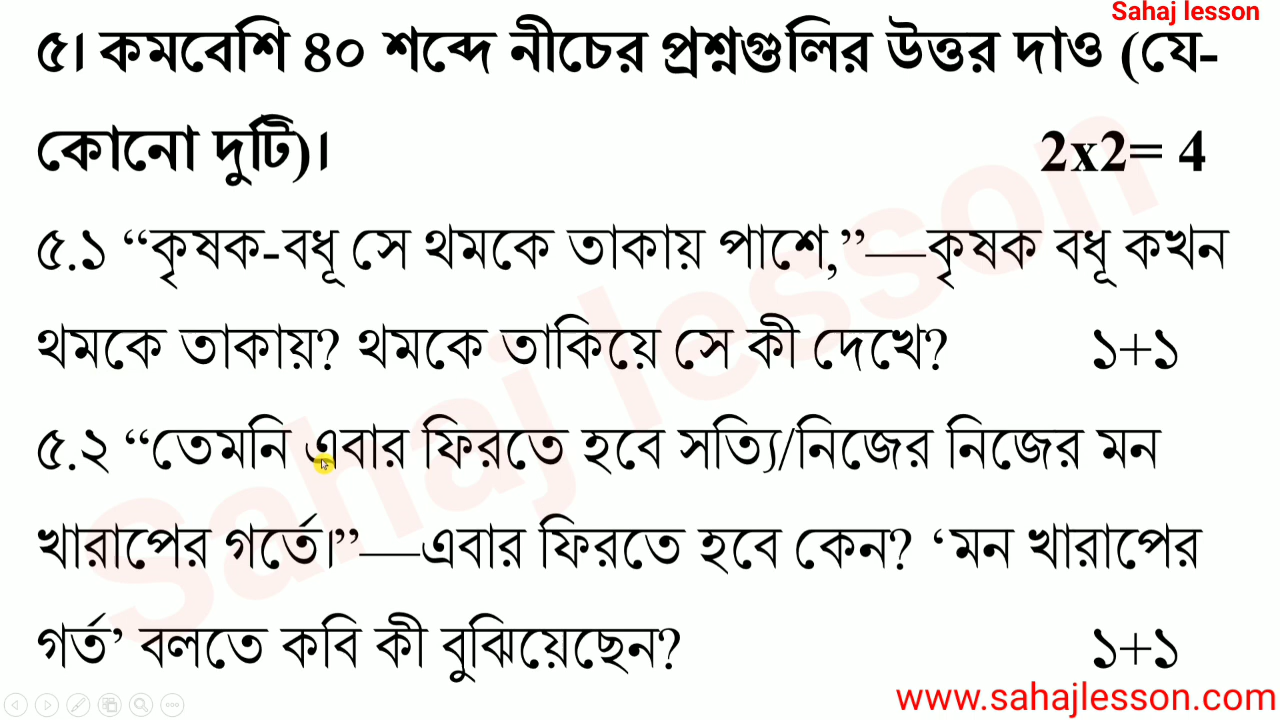 Sahaj lesson
৫। কমবেশি ৪০ শব্দে নীচের প্রশ্নগুলির উত্তর দাও (যে-
কোনো দুটি)। 2x2= 4
৫.১ “কৃষক-বধূ সে থমকে তাকায় পাশে,”—কৃষক বধূ কখন
থমকে তাকায়? থমকে তাকিয়ে সে কী দেখে? ১+১
৫.২ “তেমনি এবার ফিরতে হবে সত্যি/নিজের নিজের মন
খারাপের গর্তে।”—এবার ফিরতে হবে কেন? ‘মন খারাপের
গর্ত’ বলতে কবি কী বুঝিয়েছেন? ১+১
www.sahajlesson.com
Sahaj lesson